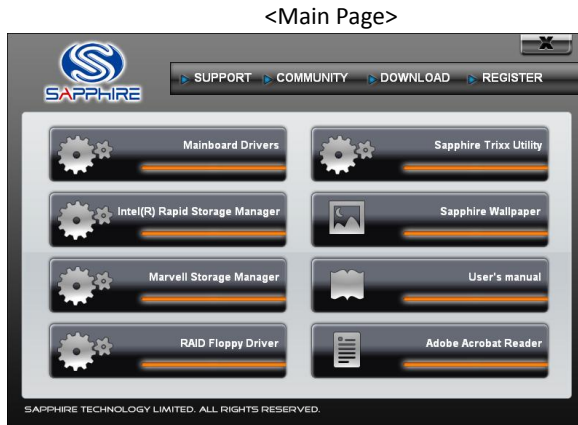 <Main Page>
X
SAPPHIRE
SUPPORT COMMUNITY DOWNLOAD REGISTER
Mainboard Drivers
Sapphire Trixx Utility
Intel(R) Rapid Storage Manager
Sapphire Wallpaper
Marvell Storage Manager
User's manual
RAID Floppy Driver
Adobe Acrobat Reader
SAPPHIRE TECHNOLOGY LIMITED. ALL RIGHTS RESERVED.